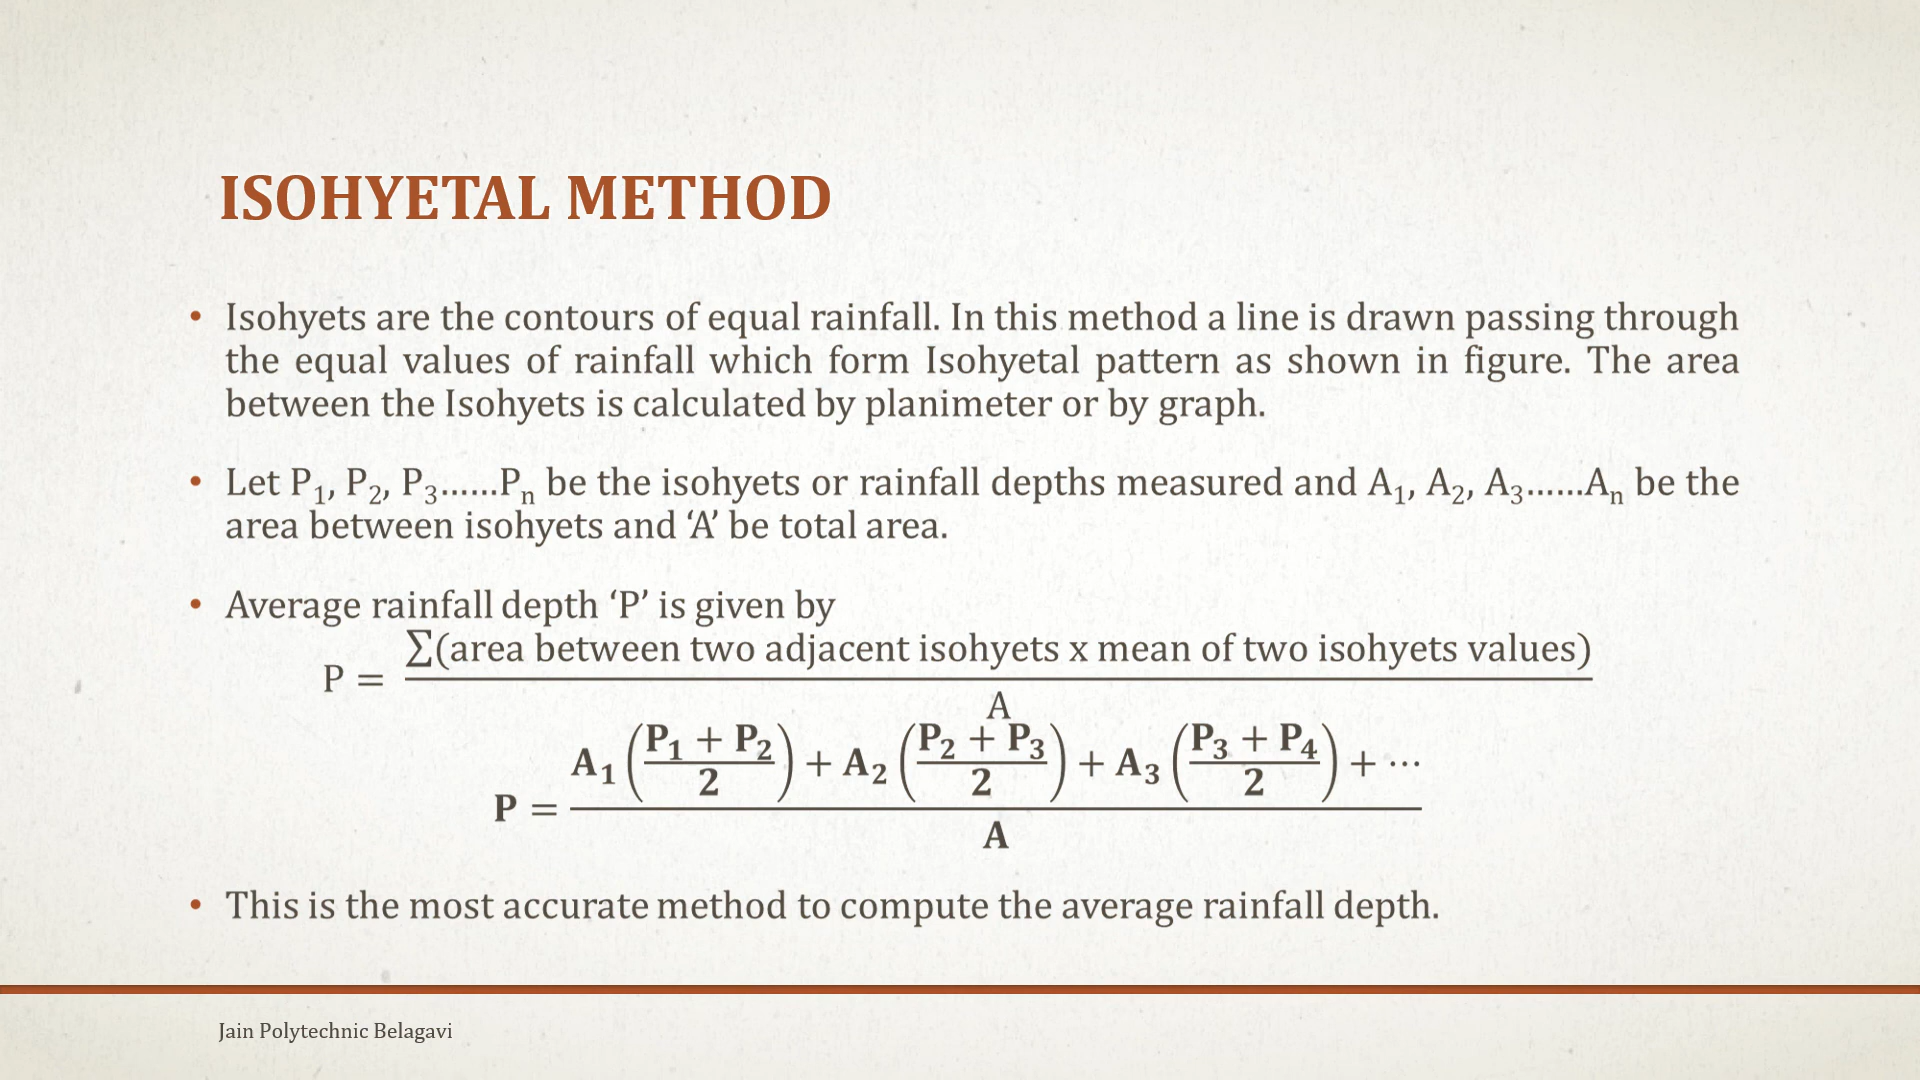 ISOHYETAL METHOD
• Isohyets are the contours of equal rainfall. In this method a line is drawn passing through
the equal values of rainfall which form Isohyetal pattern as shown in figure. The area
between the Isohyets is calculated by planimeter or by graph.
• Let P₁, P₂, P₃......Pₙ be the isohyets or rainfall depths measured and A₁, A₂, A₃......Aₙ be the
area between isohyets and ‘A’ be total area.
• Average rainfall depth ‘P’ is given by
P = ∑(area between two adjacent isohyets x mean of two isohyets values) / A
P = (A₁ ((P₁ + P₂)/2) + A₂ ((P₂ + P₃)/2) + A₃ ((P₃ + P₄)/2) + ⋯) / A
• This is the most accurate method to compute the average rainfall depth.
Jain Polytechnic Belagavi